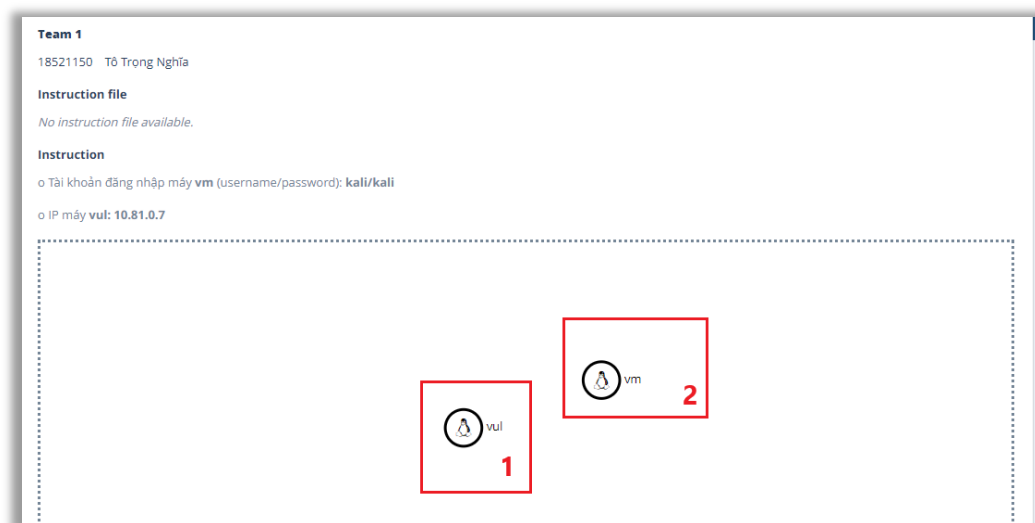 Team 1
18521150 Tô Trọng Nghĩa
Instruction file
No instruction file available.
Instruction
o Tài khoản đăng nhập máy vm (username/password): kali/kali
o IP máy vul: 10.81.0.7
vm
2
vul
1